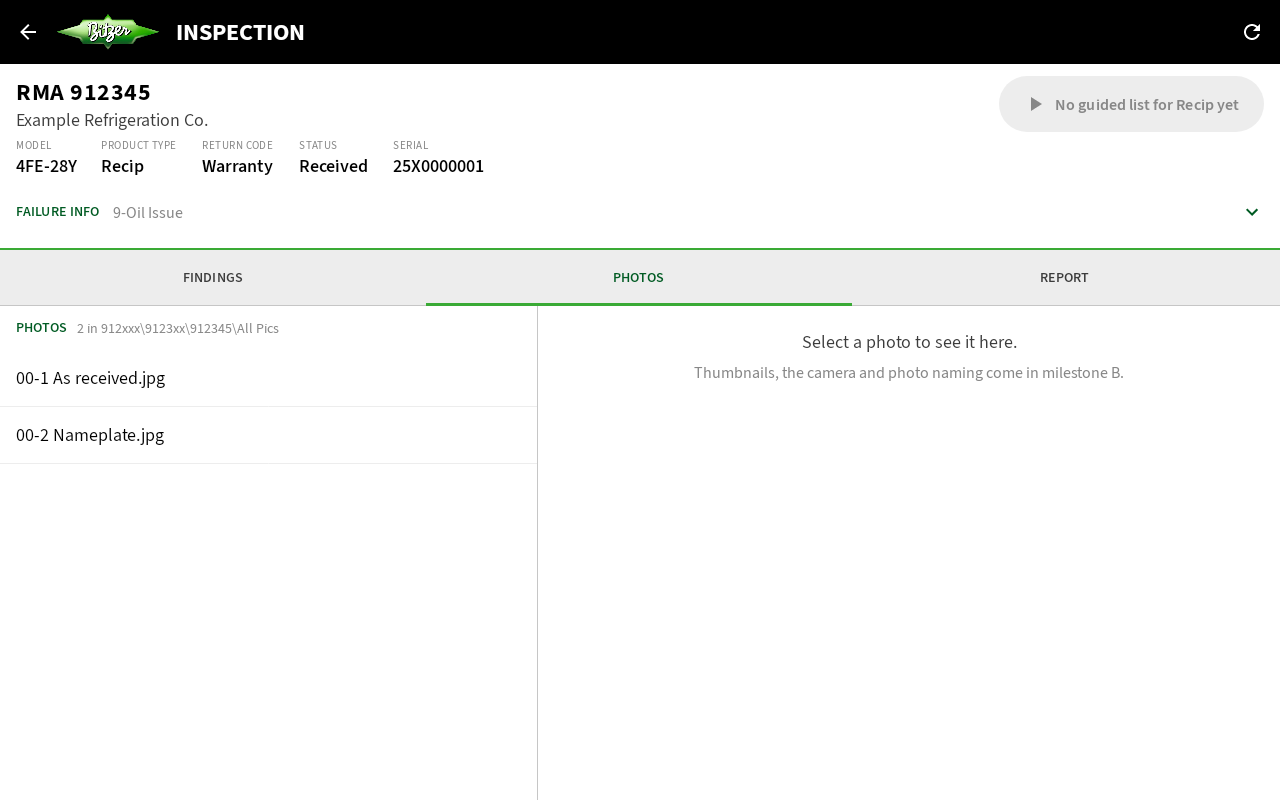 Bitzer
INSPECTION
RMA 912345
No guided list for Recip yet
Example Refrigeration Co.
MODEL
PRODUCT TYPE
RETURN CODE
STATUS
SERIAL
4FE-28Y
Recip
Warranty
Received
25X0000001
FAILURE INFO 9-Oil Issue
FINDINGS
PHOTOS
REPORT
PHOTOS 2 in 912xxx\9123xx\912345\All Pics
00-1 As received.jpg
00-2 Nameplate.jpg
Select a photo to see it here.
Thumbnails, the camera and photo naming come in milestone B.